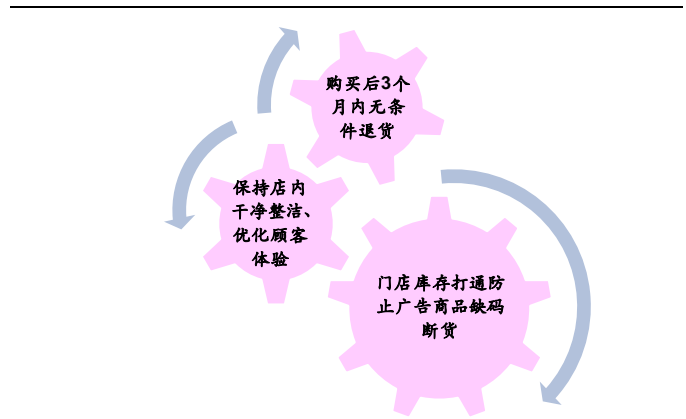 购买后3个
月内无条
件退货
保持店内
干净整洁、
优化顾客
体验
门店库存打通防
止广告商品缺码
断货